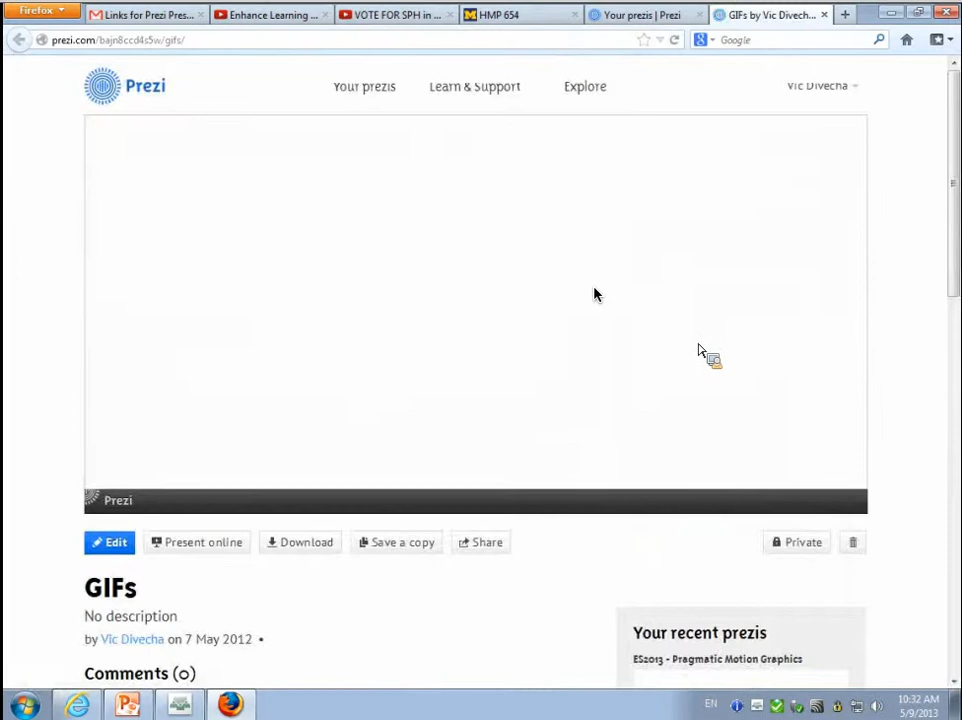 Firefox
Links for Prezi Pres...
Enhance Learning ...
VOTE FOR SPH in ...
HMP 654
Your prezis | Prezi
GIFs by Vic Divech...
prezi.com/bajn8ccd4s5w/gifs/
Google
Prezi
Your prezis
Learn & Support
Explore
Vic Divecha
Prezi
Edit
Present online
Download
Save a copy
Share
Private
GIFs
No description
by Vic Divecha on 7 May 2012 •
Your recent prezis
ES2013 - Pragmatic Motion Graphics
Comments (0)
EN
10:32 AM
5/9/2013